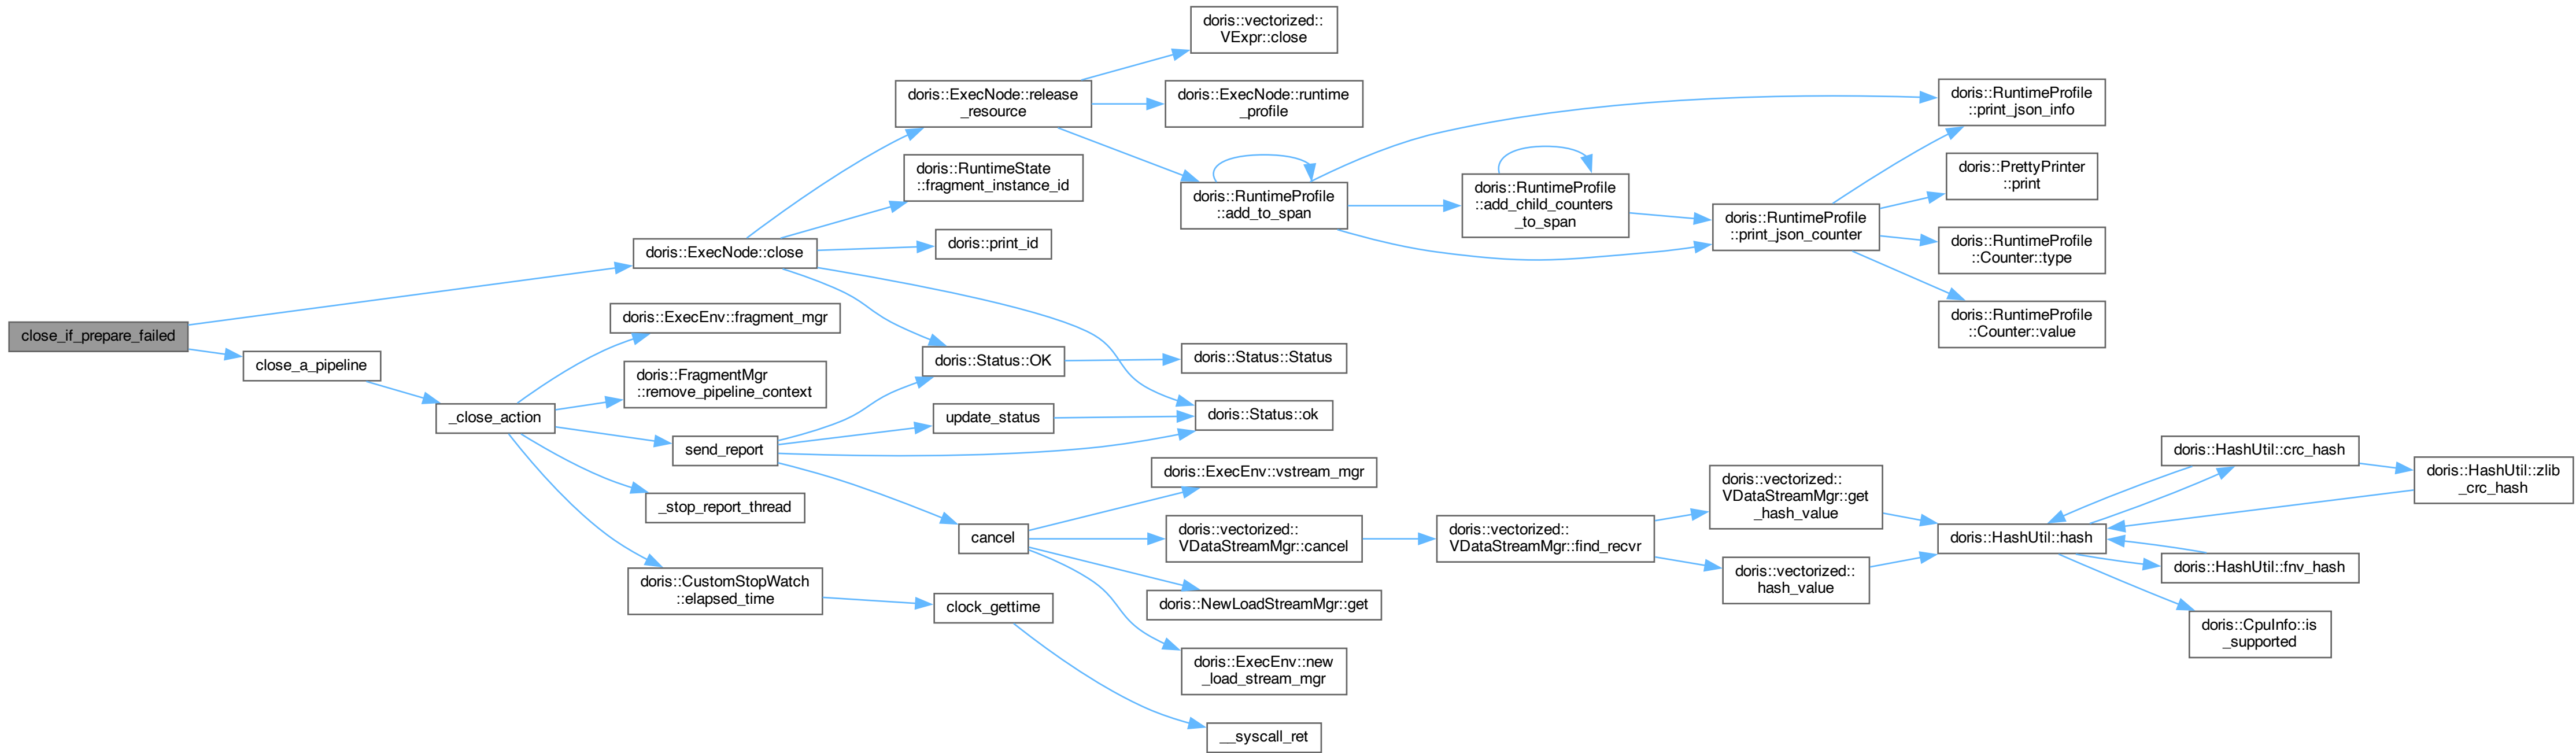 close_if_prepare_failed
doris::ExecNode::close
close_a_pipeline
_close_action
doris::ExecNode::release
_resource
doris::RuntimeState
::fragment_instance_id
doris::print_id
doris::ExecEnv::fragment_mgr
doris::FragmentMgr
::remove_pipeline_context
send_report
_stop_report_thread
doris::CustomStopWatch
::elapsed_time
doris::Status::OK
update_status
cancel
clock_gettime
doris::vectorized::
VExpr::close
doris::ExecNode::runtime
_profile
doris::RuntimeProfile
::add_to_span
doris::Status::Status
doris::Status::ok
doris::ExecEnv::vstream_mgr
doris::vectorized::
VDataStreamMgr::cancel
doris::NewLoadStreamMgr::get
doris::ExecEnv::new
_load_stream_mgr
__syscall_ret
doris::RuntimeProfile
::add_child_counters
_to_span
doris::vectorized::
VDataStreamMgr::find_recvr
doris::RuntimeProfile
::print_json_counter
doris::vectorized::
VDataStreamMgr::get
_hash_value
doris::vectorized::
hash_value
doris::RuntimeProfile
::print_json_info
doris::PrettyPrinter
::print
doris::RuntimeProfile
::Counter::type
doris::RuntimeProfile
::Counter::value
doris::HashUtil::hash
doris::HashUtil::crc_hash
doris::HashUtil::fnv_hash
doris::CpuInfo::is
_supported
doris::HashUtil::zlib
_crc_hash